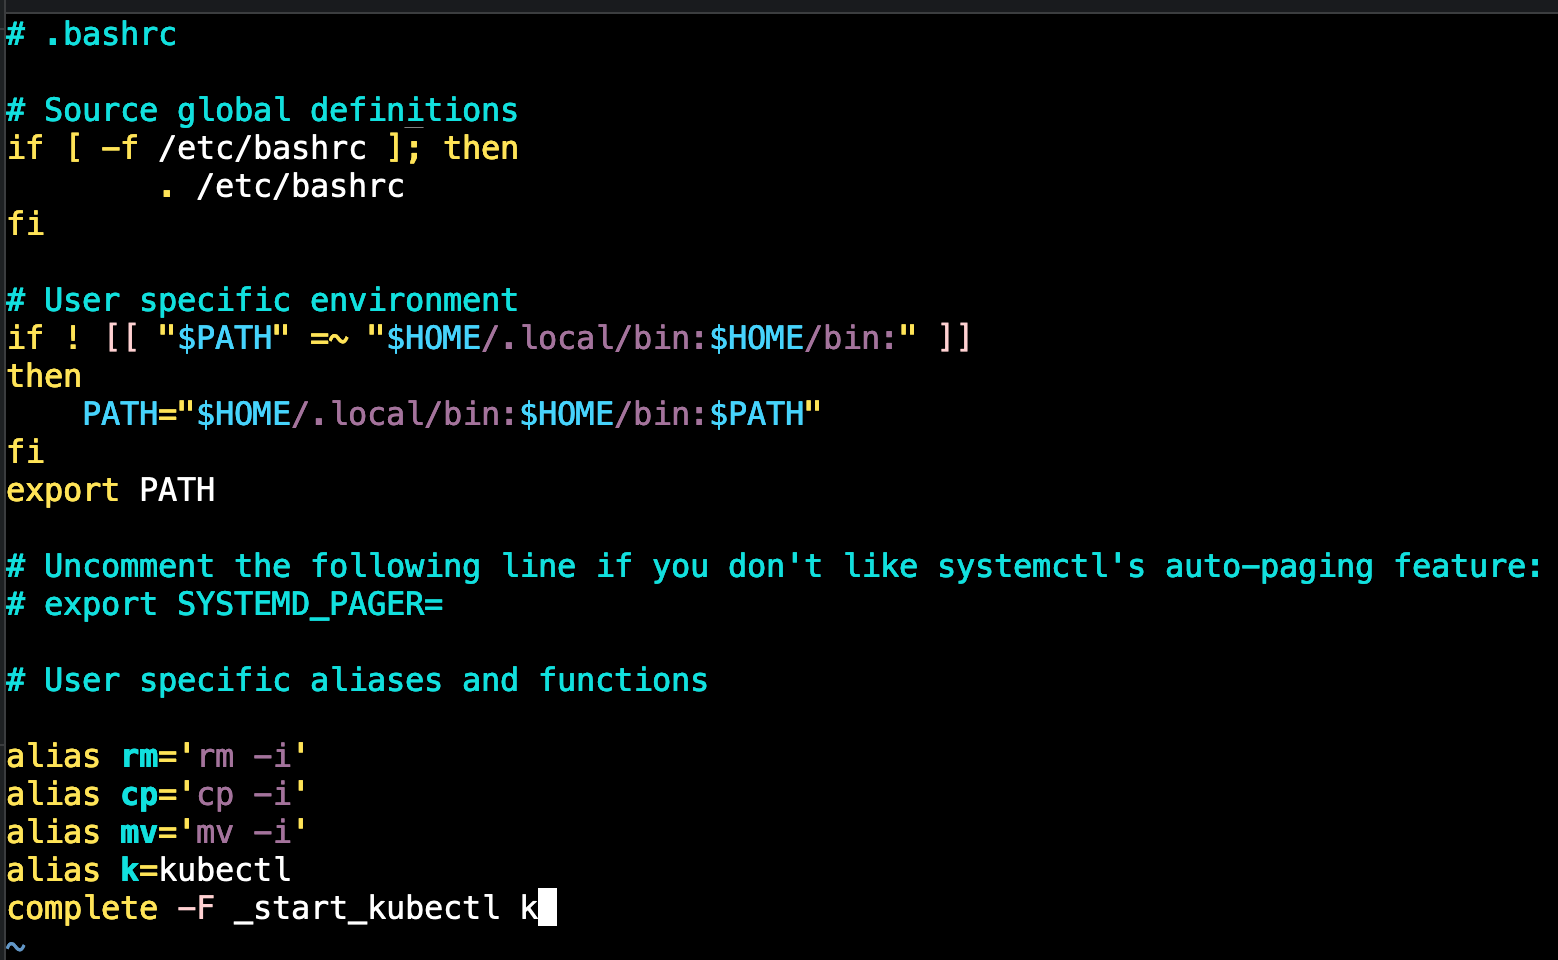 # .bashrc

# Source global definitions
if [ -f /etc/bashrc ]; then
        . /etc/bashrc
fi

# User specific environment
if ! [[ "$PATH" =~ "$HOME/.local/bin:$HOME/bin:" ]]
then
    PATH="$HOME/.local/bin:$HOME/bin:$PATH"
fi
export PATH

# Uncomment the following line if you don't like systemctl's auto-paging feature:
# export SYSTEMD_PAGER=

# User specific aliases and functions

alias rm='rm -i'
alias cp='cp -i'
alias mv='mv -i'
alias k=kubectl
complete -F _start_kubectl k
~